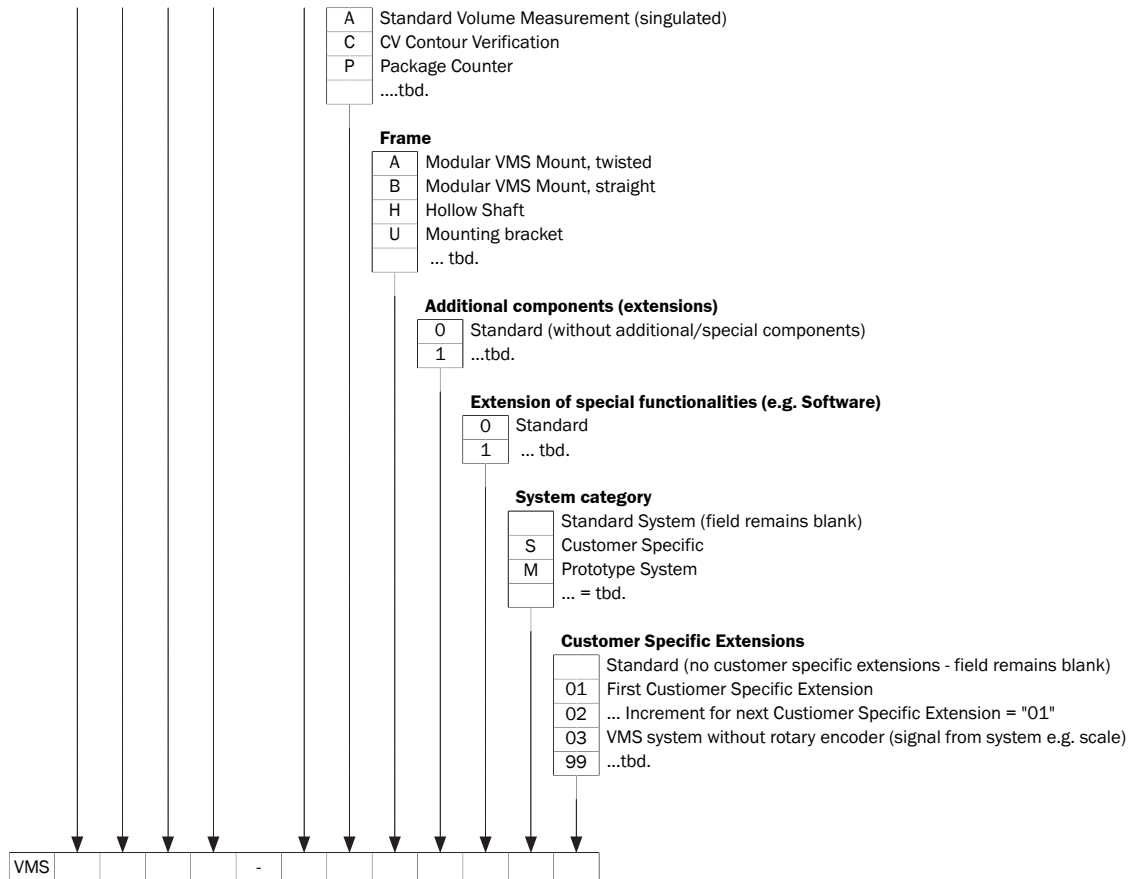 A Standard Volume Measurement (singulated)
C CV Contour Verification
P Package Counter
....tbd.
Frame
A Modular VMS Mount, twisted
B Modular VMS Mount, straight
H Hollow Shaft
U Mounting bracket
... tbd.
Additional components (extensions)
0 Standard (without additional/special components)
1 ...tbd.
Extension of special functionalities (e.g. Software)
0 Standard
1 ... tbd.
System category
Standard System (field remains blank)
S Customer Specific
M Prototype System
... = tbd.
Customer Specific Extensions
Standard (no customer specific extensions - field remains blank)
01 First Custiomer Specific Extension
02 ... Increment for next Custiomer Specific Extension = "01"
03 VMS system without rotary encoder (signal from system e.g. scale)
99 ...tbd.
VMS -